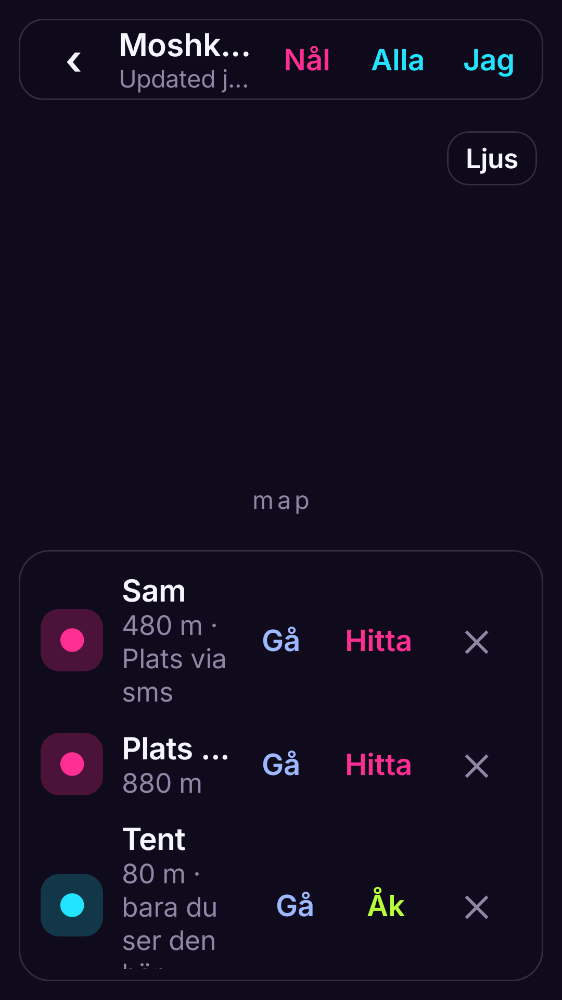 ‹ Moshk... Nål Alla Jag
Updated j...
Ljus
map
Sam
480 m ·
Plats via
sms
Gå Hitta ×
Plats ...
880 m
Gå Hitta ×
Tent
80 m ·
bara du
ser den
Gå Åk ×